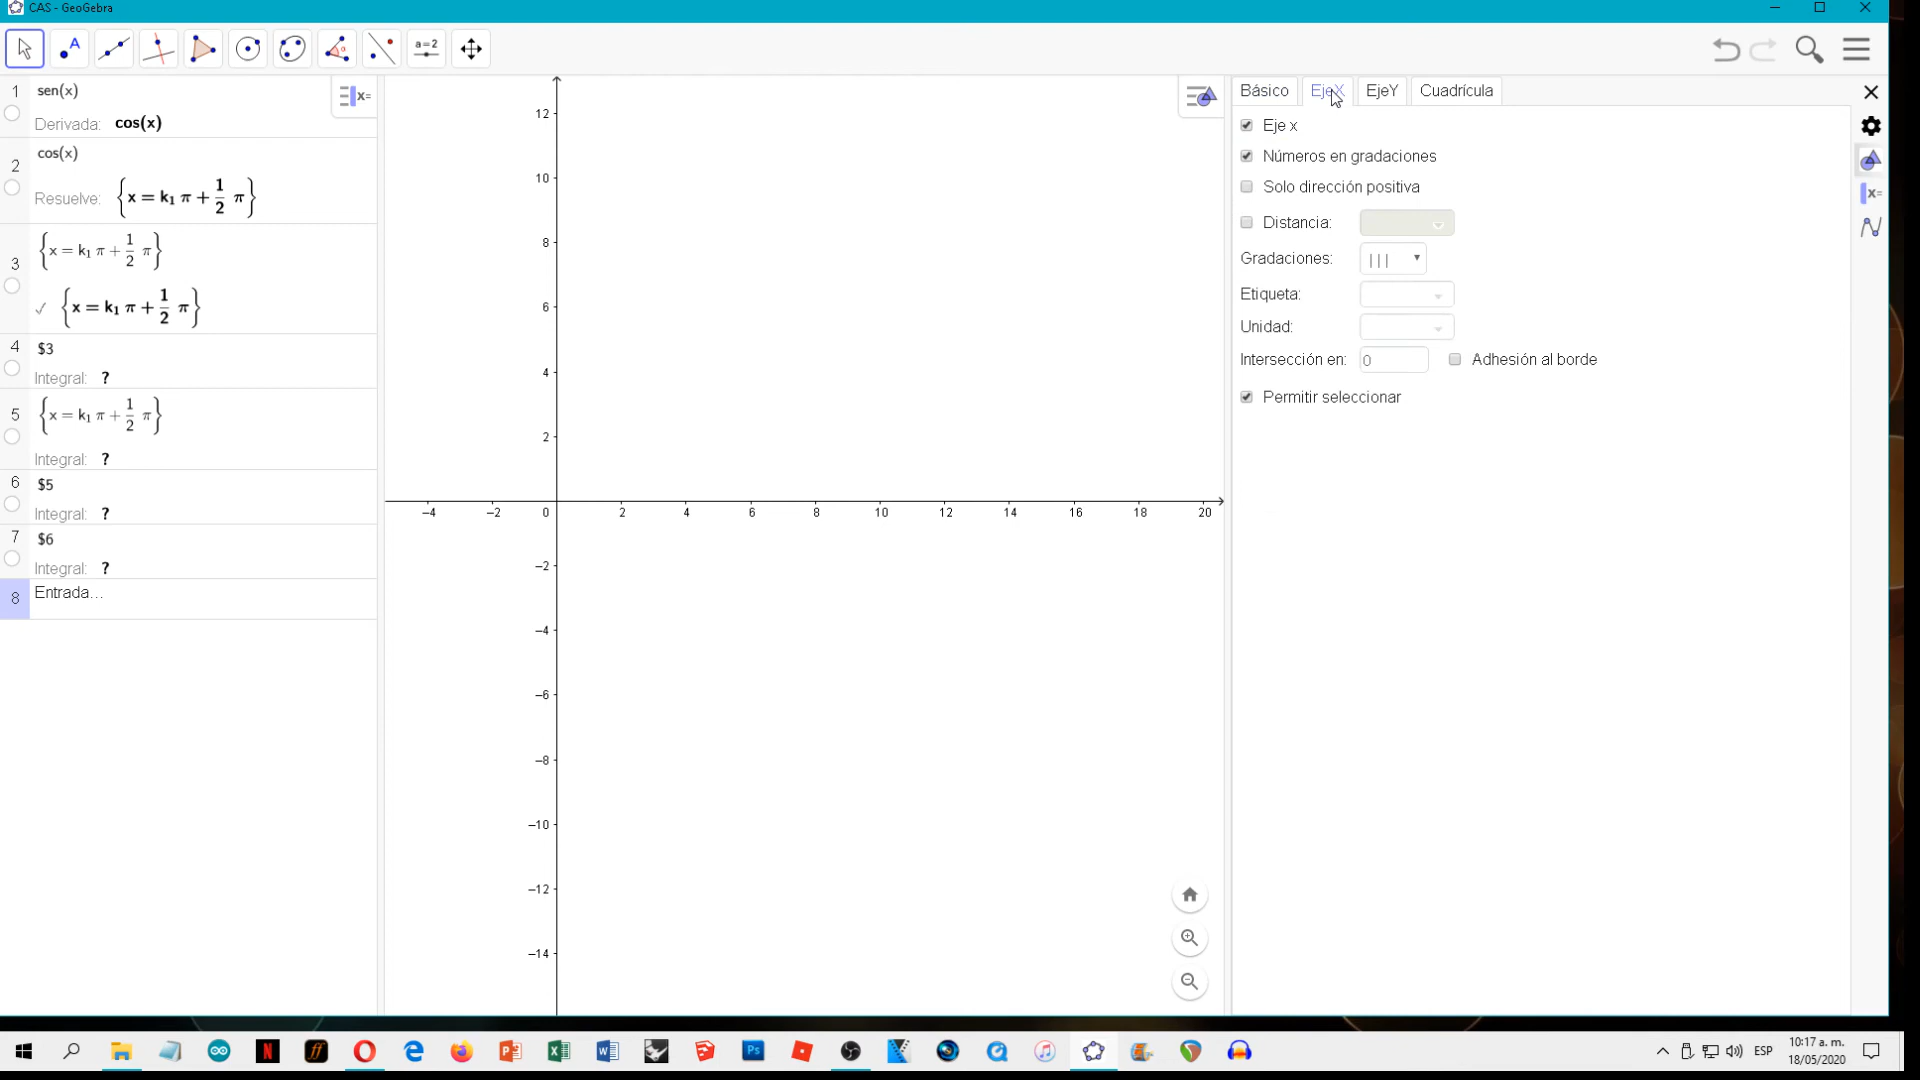 CAS - GeoGebra
A
a=2
1
sen(x)
x=
Derivada: cos(x)
2
cos(x)
Resuelve: {x = k₁ π + 1/2 π}
3
{x = k₁ π + 1/2 π}
✓ {x = k₁ π + 1/2 π}
4
$3
Integral: ?
5
{x = k₁ π + 1/2 π}
Integral: ?
6
$5
Integral: ?
7
$6
Integral: ?
8
Entrada...
12
10
8
6
4
2
−4 −2 0 2 4 6 8 10 12 14 16 18 20
−2
−4
−6
−8
−10
−12
−14
Básico EjeX EjeY Cuadrícula
Eje x
Números en gradaciones
Solo dirección positiva
Distancia:
Gradaciones: | | |
Etiqueta:
Unidad:
Intersección en: 0 Adhesión al borde
Permitir seleccionar
x=
ESP
10:17 a. m.
18/05/2020